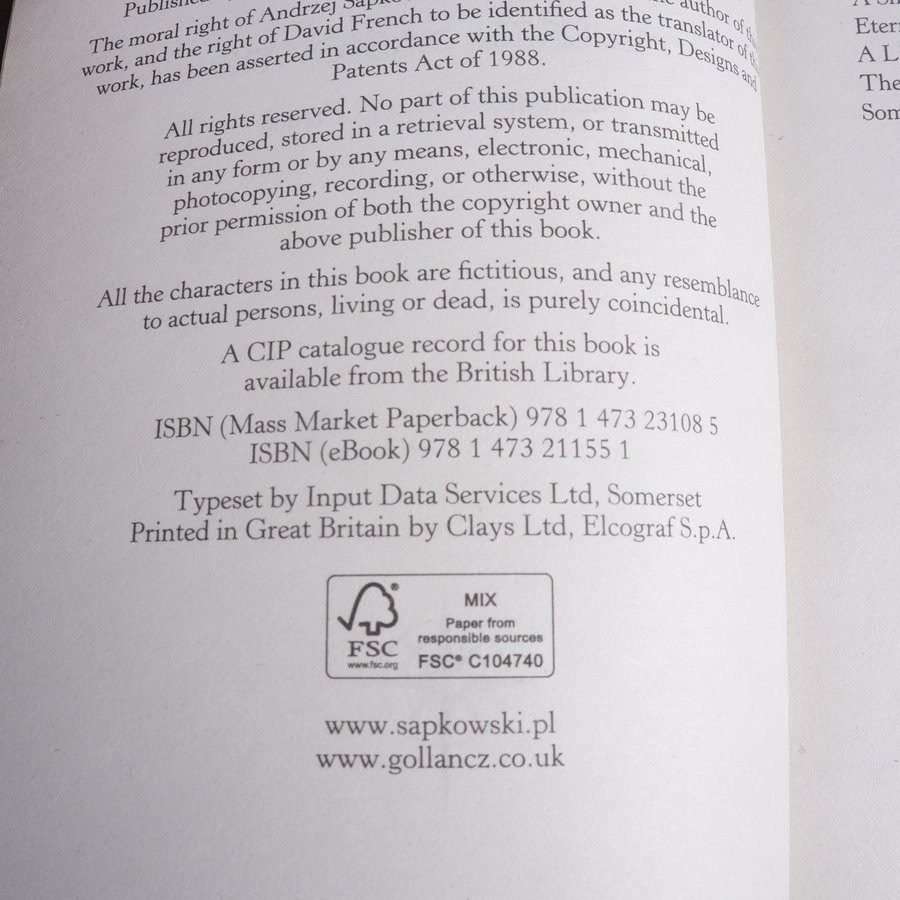 Published
The moral right of Andrzej Sapkowski the author of this
work, and the right of David French to be identified as the translator of this
work, has been asserted in accordance with the Copyright, Designs and
Patents Act of 1988.
All rights reserved. No part of this publication may be
reproduced, stored in a retrieval system, or transmitted
in any form or by any means, electronic, mechanical,
photocopying, recording, or otherwise, without the
prior permission of both the copyright owner and the
above publisher of this book.
All the characters in this book are fictitious, and any resemblance
to actual persons, living or dead, is purely coincidental.
A CIP catalogue record for this book is
available from the British Library.
ISBN (Mass Market Paperback) 978 1 473 23108 5
ISBN (eBook) 978 1 473 21155 1
Typeset by Input Data Services Ltd, Somerset
Printed in Great Britain by Clays Ltd, Elcograf S.p.A.
FSC®
www.fsc.org
MIX
Paper from
responsible sources
FSC® C104740
www.sapkowski.pl
www.gollancz.co.uk
A L
The